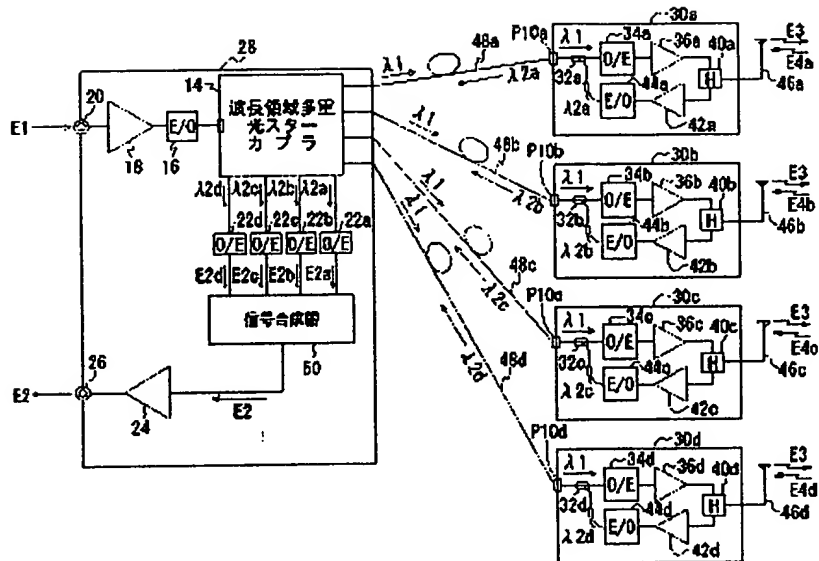 28
14
波長領域多重
光スター
カプラ
E1
20
18
E/O
16
λ2d
λ2c
λ2b
λ2a
22d
22c
22b
22a
O/E
O/E
O/E
O/E
E2d
E2c
E2b
E2a
信号合成器
50
26
E2
24
E2
λ1
48a
λ2a
λ1
48b
λ2b
λ1
48c
λ2c
λ1
48d
λ2d
P10a
30a
λ1
34a
36a
40a
O/E
32a
44a
H
λ2a
E/O
42a
E3
E4a
46a
P10b
30b
λ1
34b
36b
40b
O/E
32b
44b
H
λ2b
E/O
42b
E3
E4b
46b
P10c
30c
λ1
34c
36c
40c
O/E
32c
44c
H
λ2c
E/O
42c
E3
E4c
46c
P10d
30d
λ1
34d
36d
40d
O/E
32d
44d
H
λ2d
E/O
42d
E3
E4d
46d